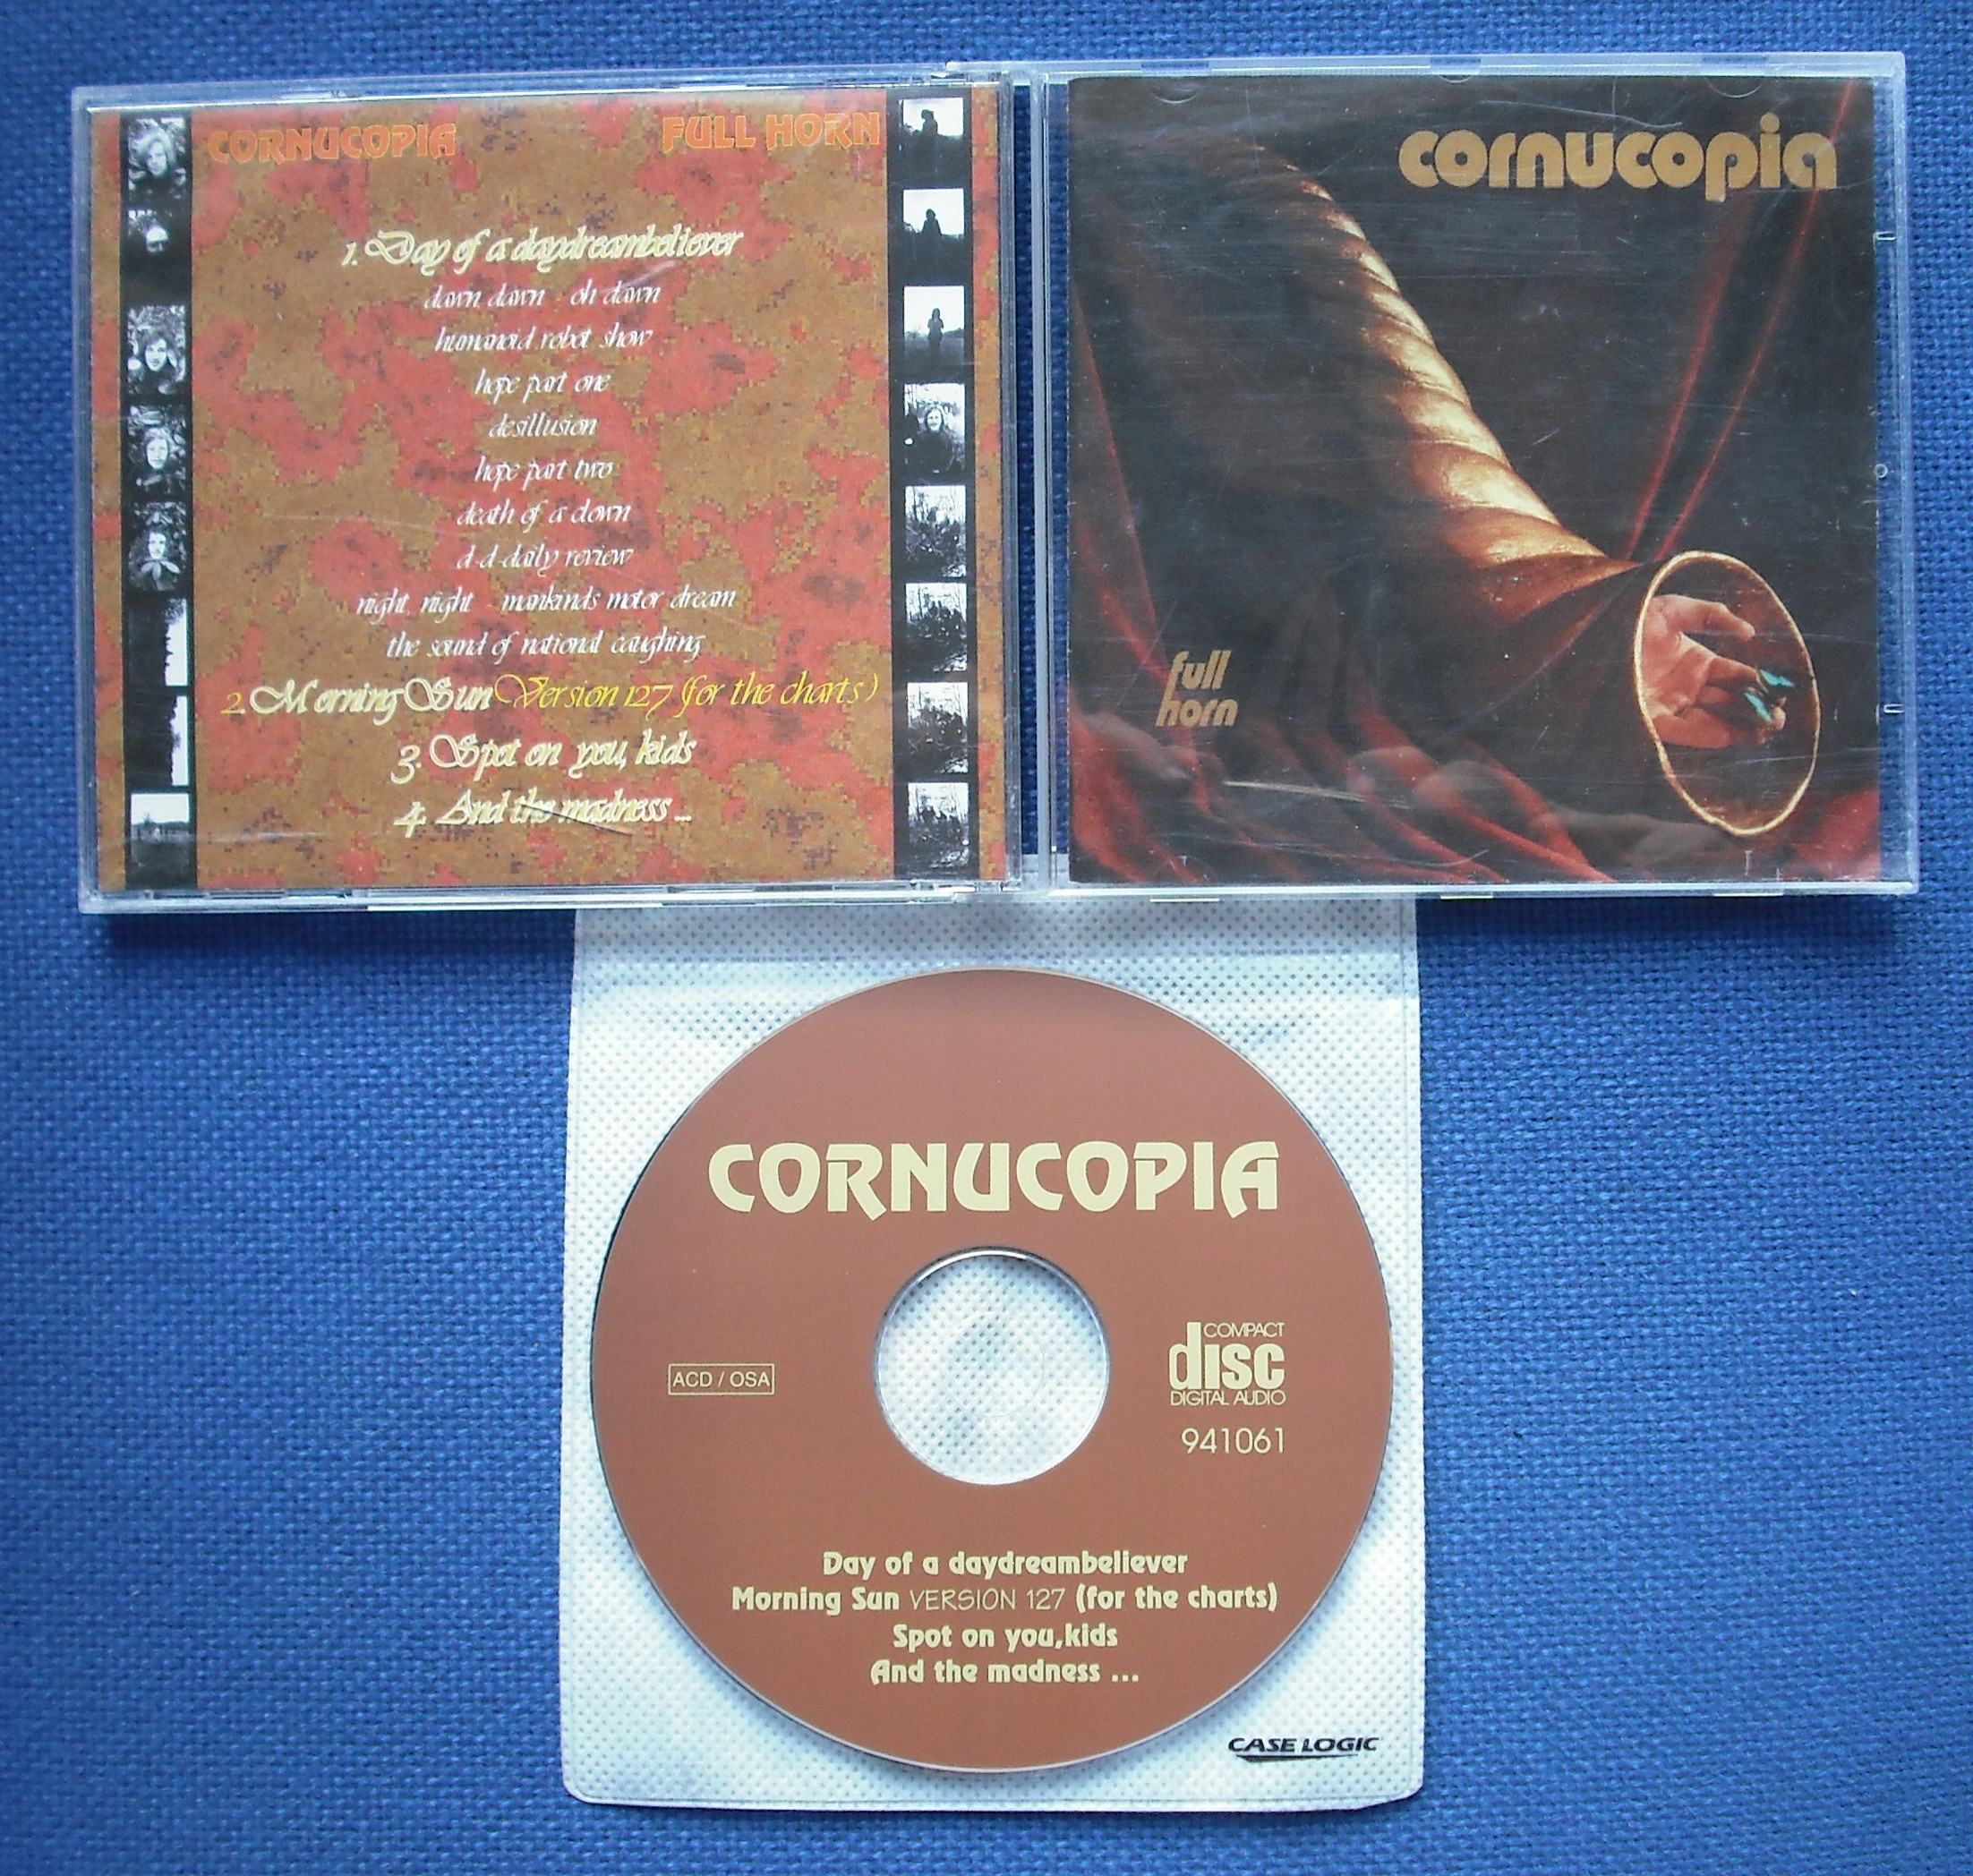 CORNUCOPIA FULL HORN
1. Day of a daydreambeliever
dawn, dawn - oh dawn
humanoid robot show
hope part one
desillusion
hope part two
death of a clown
d-d-daily review
night, night - mankinds motor dream
the sound of national caughing
2. Morning Sun Version 127 (for the charts)
3. Spot on you, kids
4. And the madness ...
cornucopia
full
horn
CORNUCOPIA
ACD / OSA
COMPACT
disc
DIGITAL AUDIO
941061
Day of a daydreambeliever
Morning Sun VERSION 127 (for the charts)
Spot on you,kids
And the madness ...
CASE LOGIC